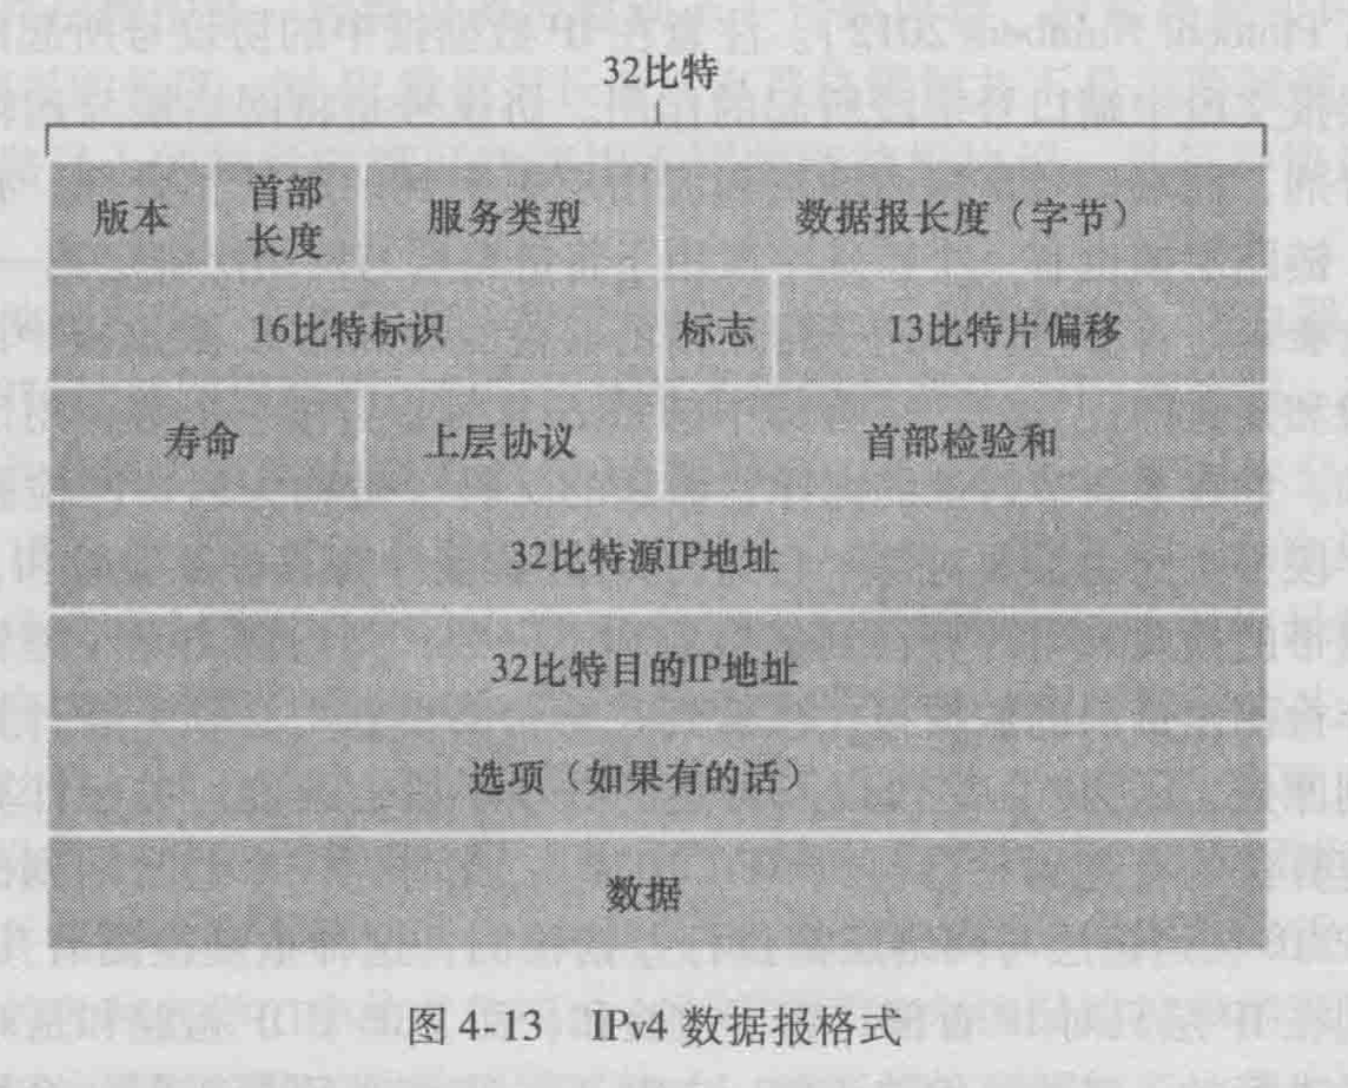 Protocol Numbers 2012
32比特
版本
首部
长度
服务类型
数据报长度（字节）
16比特标识
标志
13比特片偏移
寿命
上层协议
首部检验和
32比特源IP地址
32比特目的IP地址
选项（如果有的话）
数据
图 4-13 IPv4 数据报格式